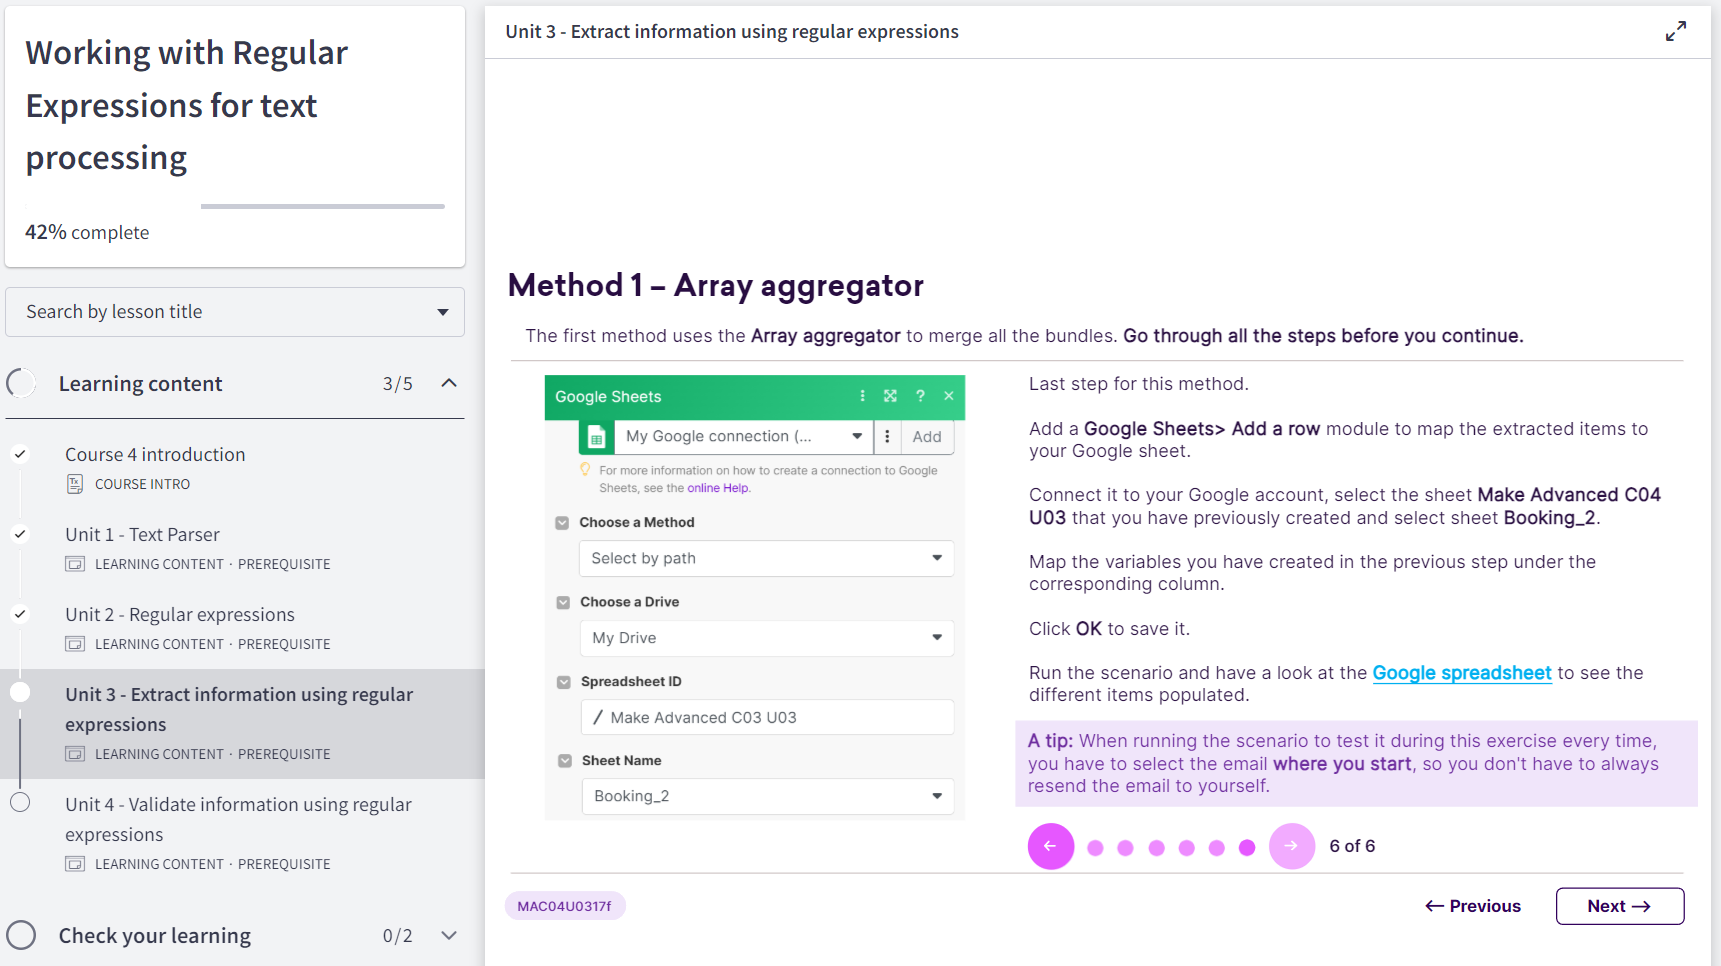 Working with Regular
Expressions for text
processing
42% complete
Search by lesson title
Learning content 3/5
Course 4 introduction
COURSE INTRO
Unit 1 - Text Parser
LEARNING CONTENT · PREREQUISITE
Unit 2 - Regular expressions
LEARNING CONTENT · PREREQUISITE
Unit 3 - Extract information using regular
expressions
LEARNING CONTENT · PREREQUISITE
Unit 4 - Validate information using regular
expressions
LEARNING CONTENT · PREREQUISITE
Check your learning 0/2
Unit 3 - Extract information using regular expressions
Method 1 – Array aggregator
The first method uses the Array aggregator to merge all the bundles. Go through all the steps before you continue.
Google Sheets ?
My Google connection (... Add
For more information on how to create a connection to Google
Sheets, see the online Help.
Choose a Method
Select by path
Choose a Drive
My Drive
Spreadsheet ID
/ Make Advanced C03 U03
Sheet Name
Booking_2
Last step for this method.
Add a Google Sheets> Add a row module to map the extracted items to
your Google sheet.
Connect it to your Google account, select the sheet Make Advanced C04
U03 that you have previously created and select sheet Booking_2.
Map the variables you have created in the previous step under the
corresponding column.
Click OK to save it.
Run the scenario and have a look at the Google spreadsheet to see the
different items populated.
A tip: When running the scenario to test it during this exercise every time,
you have to select the email where you start, so you don't have to always
resend the email to yourself.
← → 6 of 6
MAC04U0317f
← Previous Next →